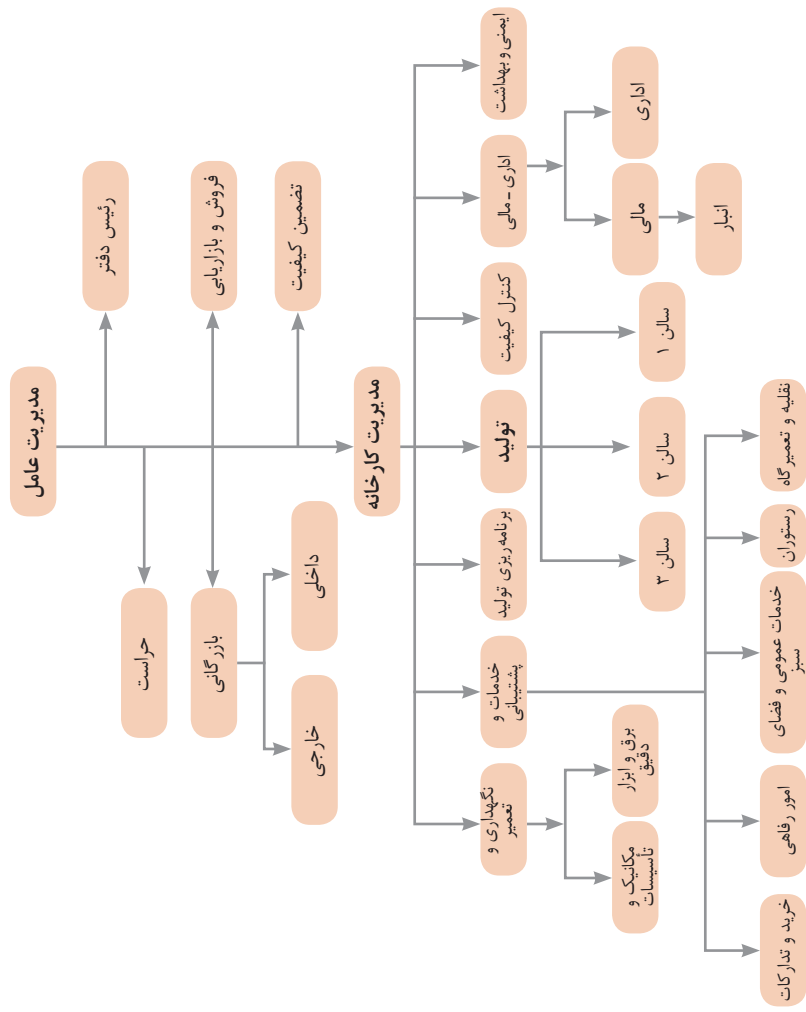 مدیریت عامل
رئیس دفتر
حراست
فروش و بازاریابی
بازرگانی
تضمین کیفیت
داخلی
خارجی
مدیریت کارخانه
ایمنی و بهداشت
اداری - مالی
کنترل کیفیت
تولید
برنامه ریزی تولید
خدمات و
پشتیبانی
نگهداری و
تعمیر
اداری
مالی
انبار
سالن ۱
سالن ۲
سالن ۳
برق و ابزار
دقیق
مکانیک و
تأسیسات
نقلیه و تعمیرگاه
رستوران
خدمات عمومی و فضای
سبز
امور رفاهی
خرید و تدارکات